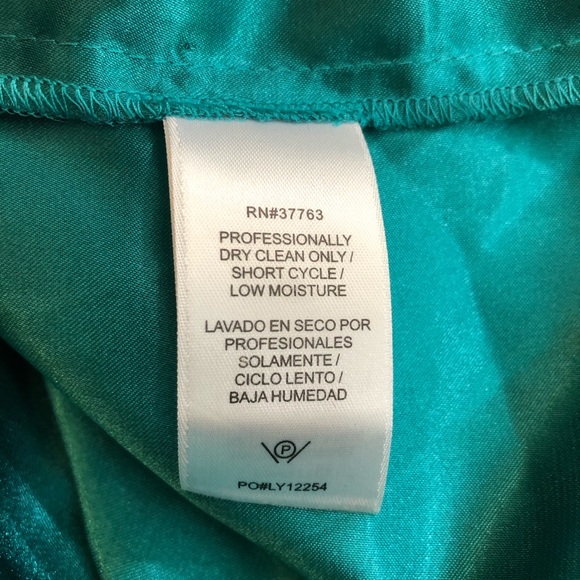 RN#37763
PROFESSIONALLY
DRY CLEAN ONLY /
SHORT CYCLE /
LOW MOISTURE
LAVADO EN SECO POR
PROFESIONALES
SOLAMENTE /
CICLO LENTO /
BAJA HUMEDAD
P
PO#LY12254